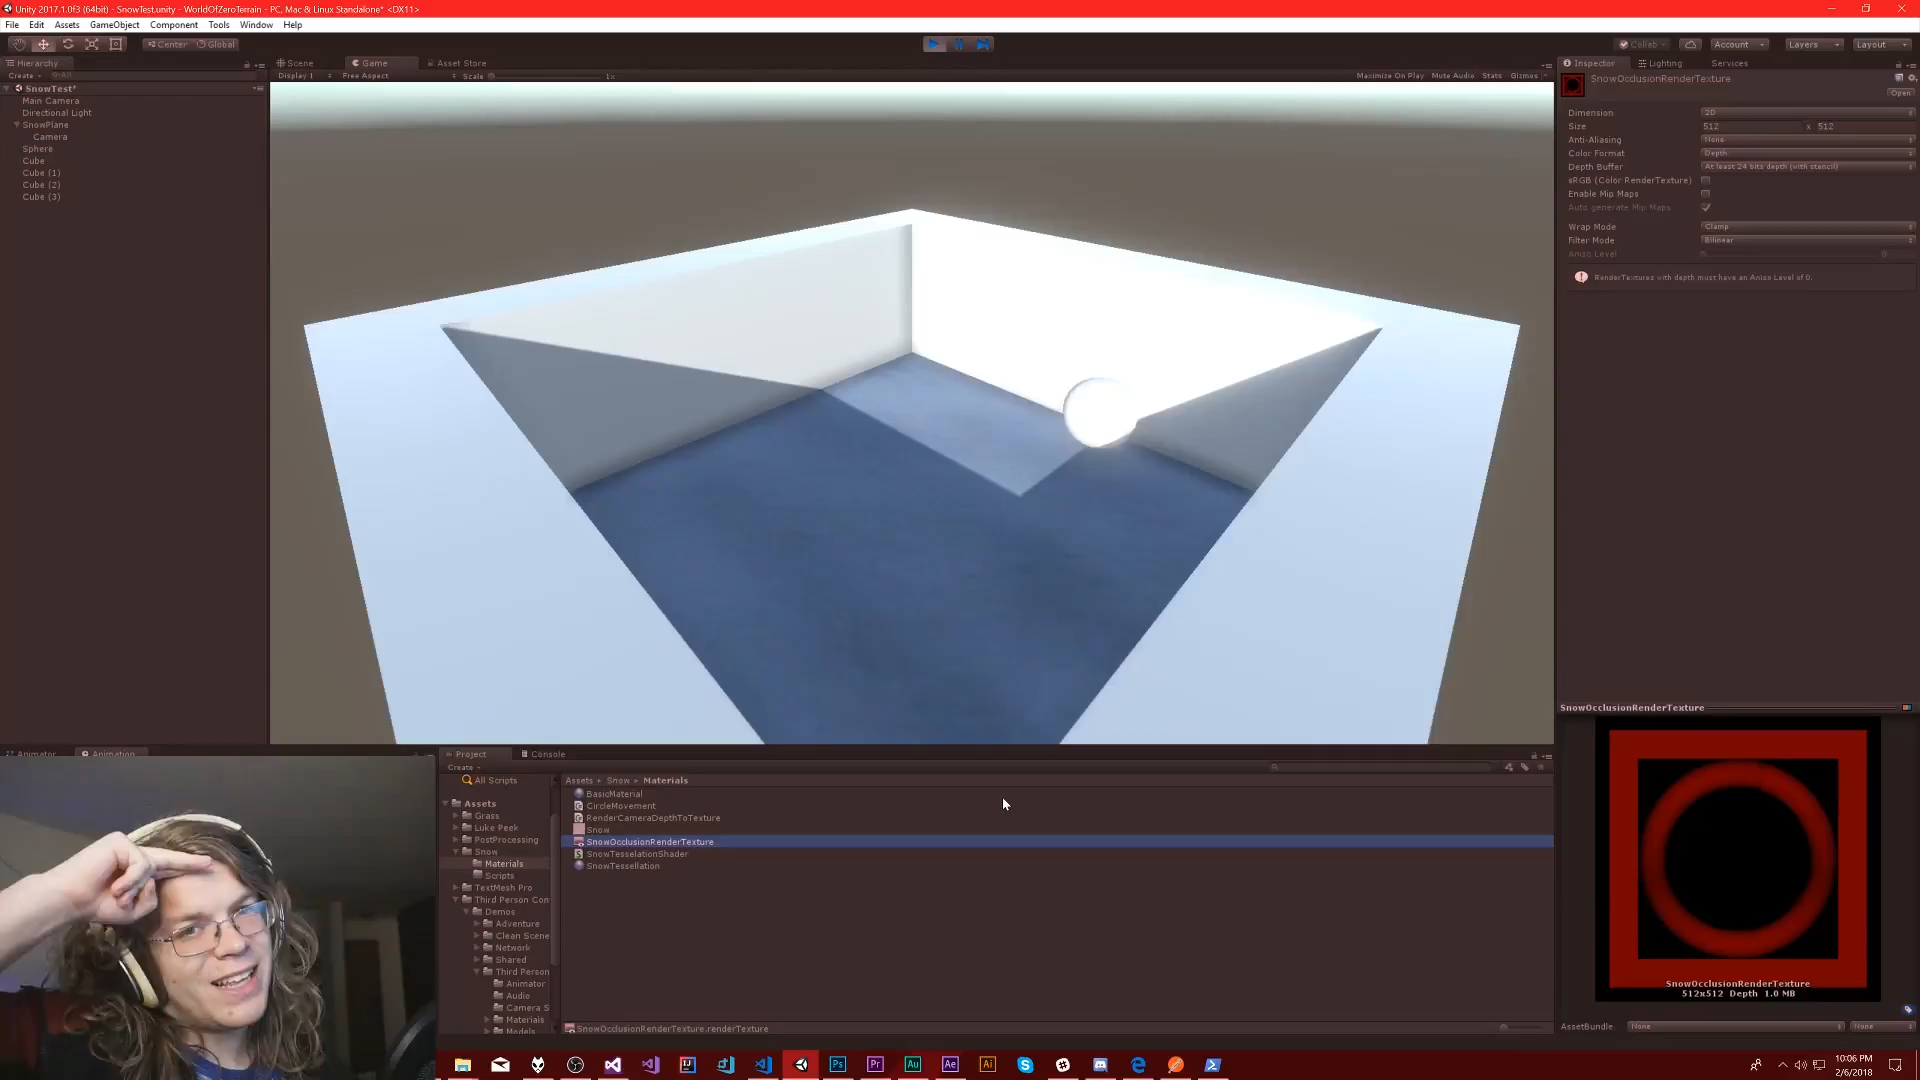 Unity 2017.1.0f3 (64bit) - SnowTest.unity - WorldOfZeroTerrain - PC, Mac & Linux Standalone* <DX11>
File Edit Assets GameObject Component Tools Window Help
Center Global
Collab Account Layers Layout
Hierarchy
Create All
SnowTest*
Main Camera
Directional Light
SnowPlane
Camera
Sphere
Cube
Cube (1)
Cube (2)
Cube (3)
Scene Game Asset Store
Display 1 Free Aspect Scale 1x
Maximize On Play Mute Audio Stats Gizmos
Inspector Lighting Services
SnowOcclusionRenderTexture
Open
Dimension 2D
Size 512 x 512
Anti-Aliasing None
Color Format Depth
Depth Buffer At least 24 bits depth (with stencil)
sRGB (Color RenderTexture)
Enable Mip Maps
Auto generate Mip Maps
Wrap Mode Clamp
Filter Mode Bilinear
Aniso Level 0
RenderTextures with depth must have an Aniso Level of 0.
SnowOcclusionRenderTexture
SnowOcclusionRenderTexture
512x512 Depth 1.0 MB
AssetBundle None None
Animator Animation
Project Console
Create
All Scripts
Assets
Grass
Luke Peek
PostProcessing
Snow
Materials
Scripts
TextMesh Pro
Third Person Con
Demos
Adventure
Clean Scene
Network
Shared
Third Person
Animator
Audio
Camera S
Materials
Models
Assets Snow Materials
BasicMaterial
CircleMovement
RenderCameraDepthToTexture
Snow
SnowOcclusionRenderTexture
SnowTesselationShader
SnowTessellation
SnowOcclusionRenderTexture.renderTexture
Ps Pr Au Ae Ai
10:06 PM
2/6/2018